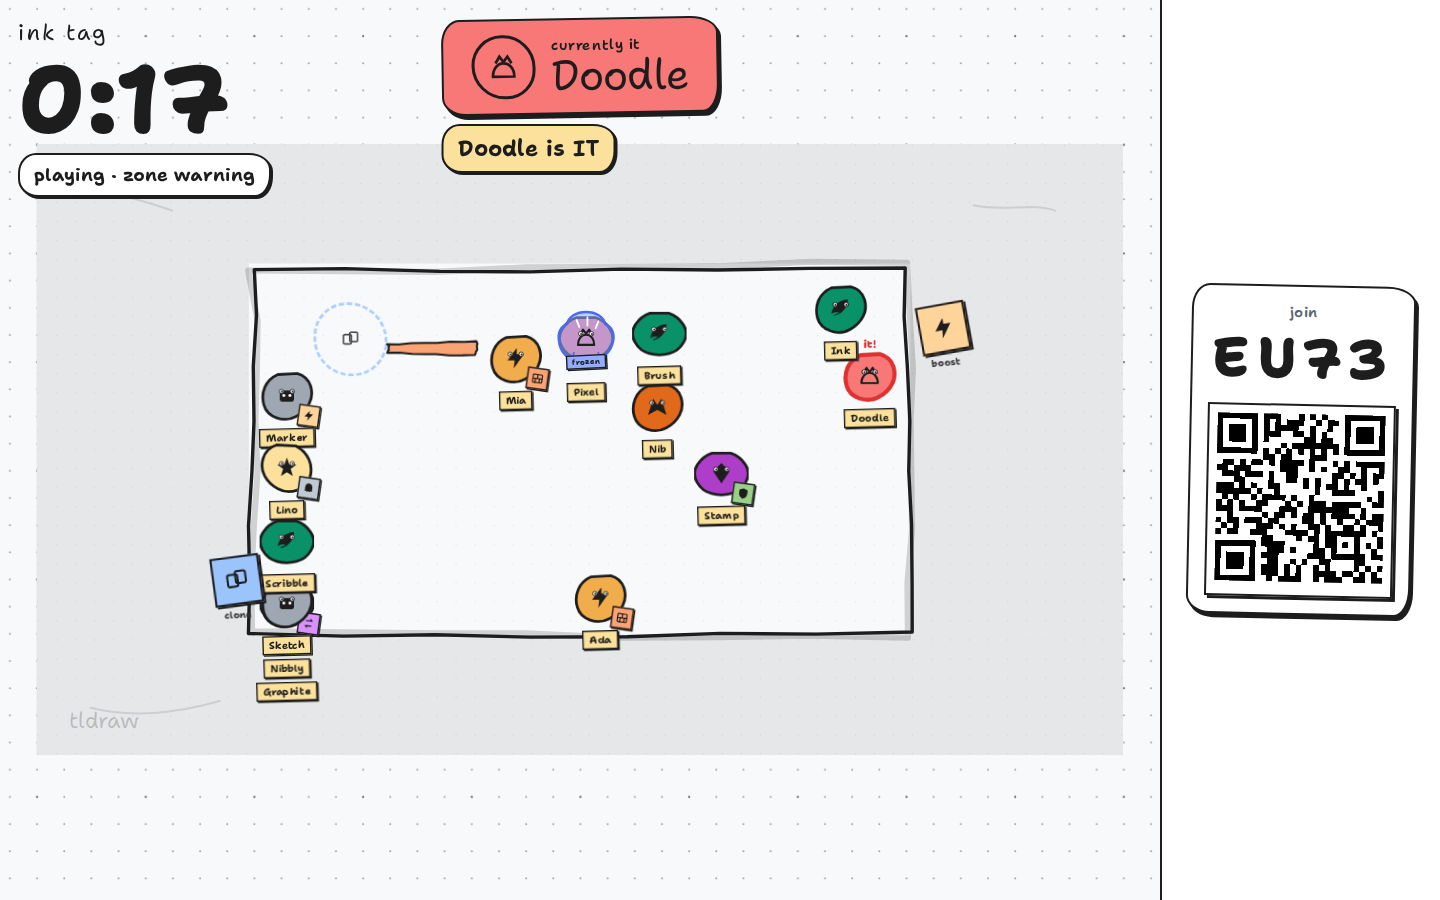 ink tag
0:17
playing · zone warning
currently it
Doodle
Doodle is IT
join
EU73
Ink
it!
boost
frozen
Brush
Mia
Pixel
Doodle
Marker
Nib
Lino
Stamp
Scribble
clone
Ada
Sketch
Nibbly
Graphite
tldraw